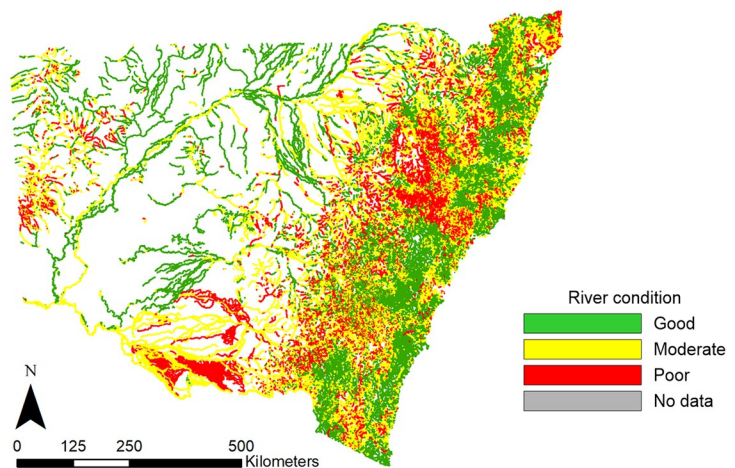 River condition
Good
Moderate
Poor
No data
N
0 125 250 500
Kilometers